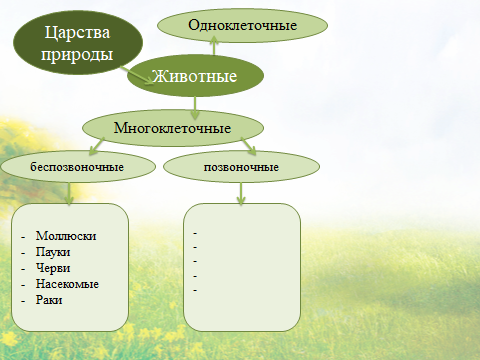 Царства
природы
Одноклеточные
Животные
Многоклеточные
беспозвоночные
позвоночные
- Моллюски
- Пауки
- Черви
- Насекомые
- Раки
-
-
-
-
-